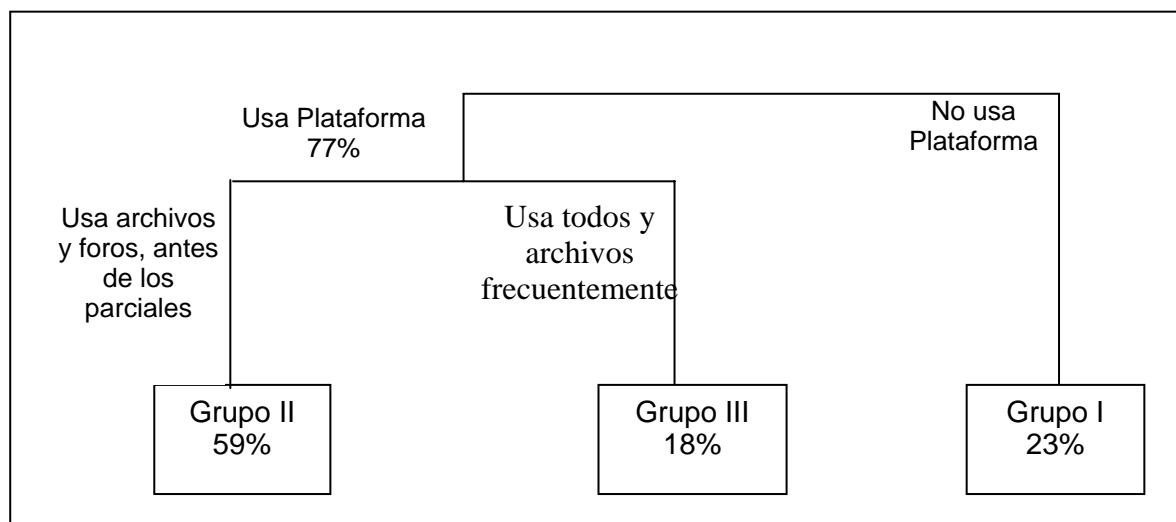 Usa Plataforma
77%
No usa
Plataforma
Usa archivos
y foros, antes
de los
parciales
Usa todos y
archivos
frecuentemente
Grupo II
59%
Grupo III
18%
Grupo I
23%